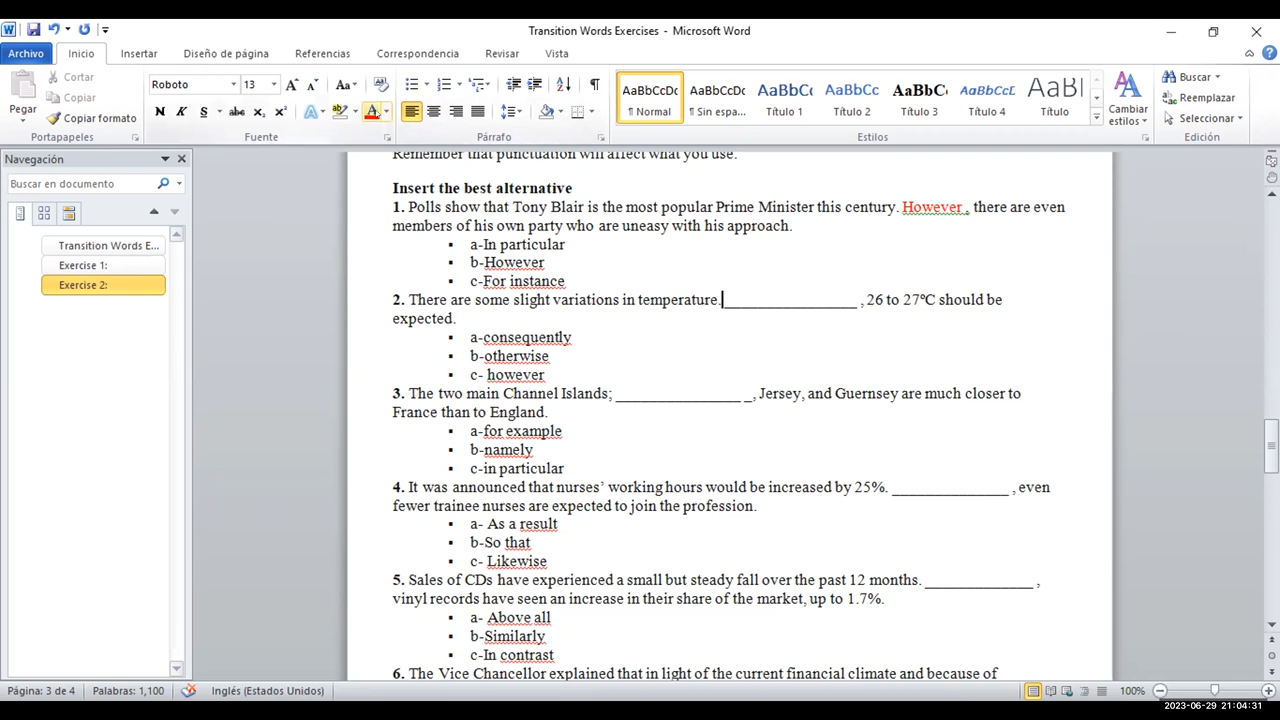 Transition Words Exercises - Microsoft Word
Archivo Inicio Insertar Diseño de página Referencias Correspondencia Revisar Vista
Pegar
Cortar
Copiar
Copiar formato
Portapapeles
Roboto 13
N K S abc x₂ x²
Fuente
Párrafo
AaBbCcDc AaBbCcDc AaBbCc AaBbCc AaBbCc AaBbCcD AaBl
¶ Normal ¶ Sin espa... Título 1 Título 2 Título 3 Título 4 Título
Cambiar estilos
Estilos
Buscar
Reemplazar
Seleccionar
Edición
Navegación
Buscar en documento
Transition Words E...
Exercise 1:
Exercise 2:
Remember that punctuation will affect what you use.
Insert the best alternative
1. Polls show that Tony Blair is the most popular Prime Minister this century. However , there are even
members of his own party who are uneasy with his approach.
▪ a-In particular
▪ b-However
▪ c-For instance
2. There are some slight variations in temperature.________________ , 26 to 27ºC should be
expected.
▪ a-consequently
▪ b-otherwise
▪ c- however
3. The two main Channel Islands; _______________ _, Jersey, and Guernsey are much closer to
France than to England.
▪ a-for example
▪ b-namely
▪ c-in particular
4. It was announced that nurses’ working hours would be increased by 25%. ______________ , even
fewer trainee nurses are expected to join the profession.
▪ a- As a result
▪ b-So that
▪ c- Likewise
5. Sales of CDs have experienced a small but steady fall over the past 12 months. _____________ ,
vinyl records have seen an increase in their share of the market, up to 1.7%.
▪ a- Above all
▪ b-Similarly
▪ c-In contrast
6. The Vice Chancellor explained that in light of the current financial climate and because of
Página: 3 de 4 Palabras: 1,100 Inglés (Estados Unidos) 100%
2023-06-29 21:04:31